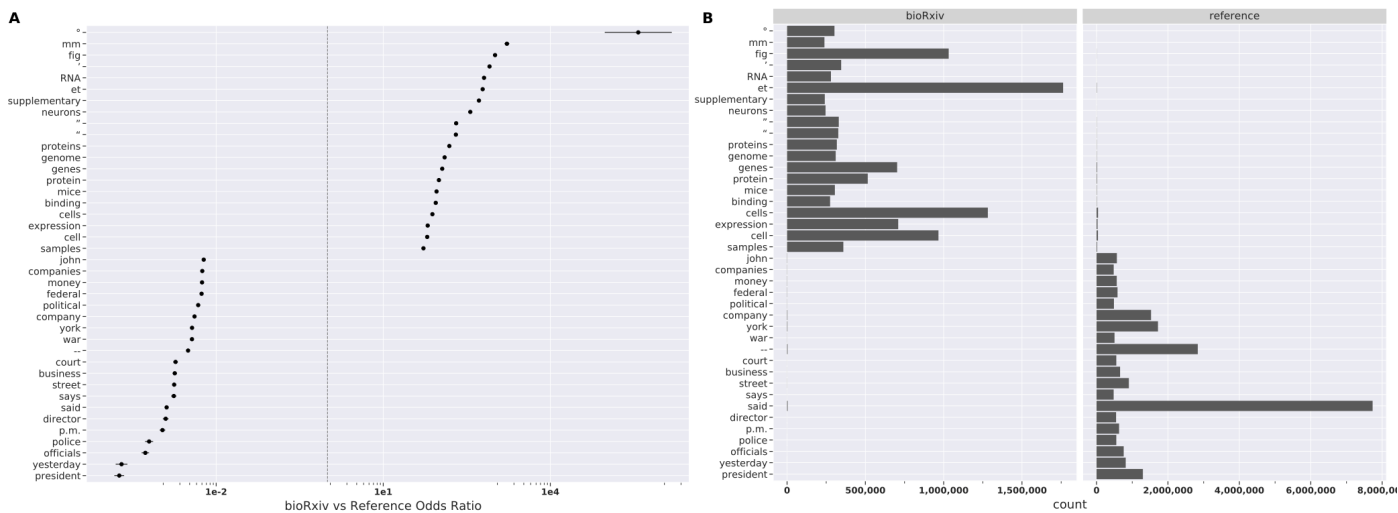 A
°
mm
fig
′
RNA
et
supplementary
neurons
”
“
proteins
genome
genes
protein
mice
binding
cells
expression
cell
samples
john
companies
money
federal
political
company
york
war
--
court
business
street
says
said
director
p.m.
police
officials
yesterday
president
1e-2 1e1 1e4
bioRxiv vs Reference Odds Ratio
B
bioRxiv reference
°
mm
fig
′
RNA
et
supplementary
neurons
”
“
proteins
genome
genes
protein
mice
binding
cells
expression
cell
samples
john
companies
money
federal
political
company
york
war
--
court
business
street
says
said
director
p.m.
police
officials
yesterday
president
0 500,000 1,000,000 1,500,000 0 2,000,000 4,000,000 6,000,000 8,000,0
count